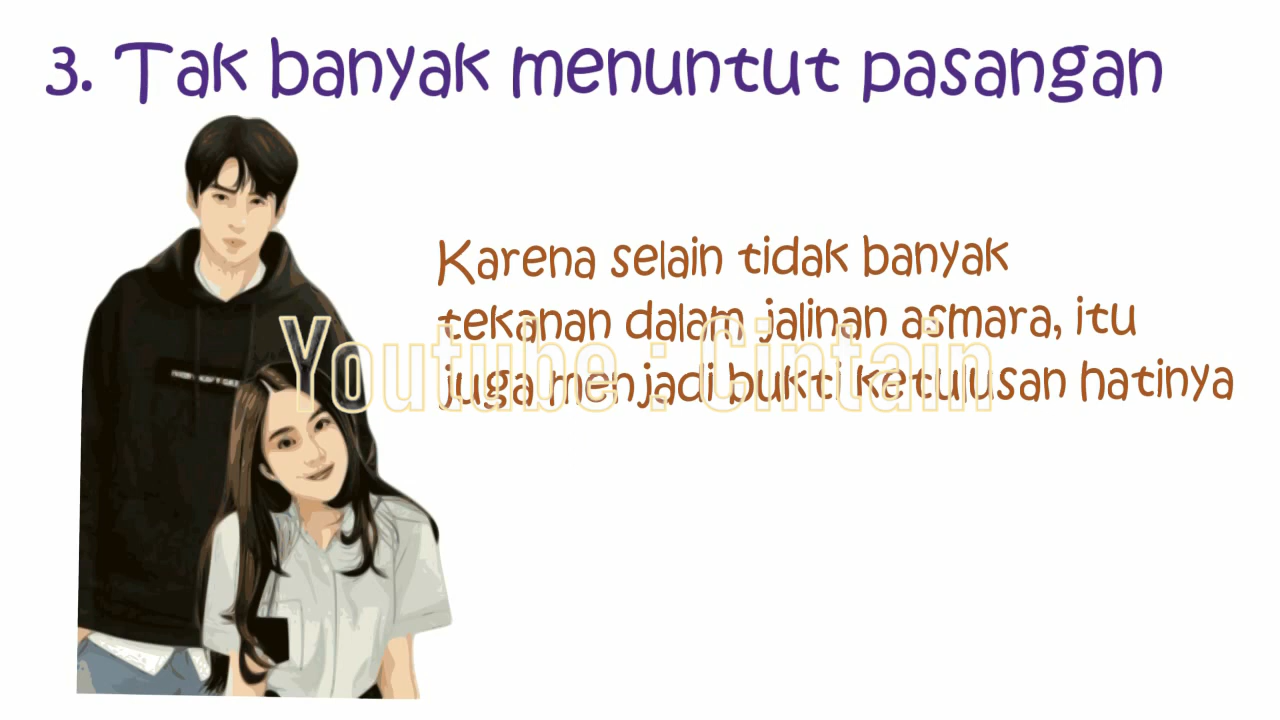 3. Tak banyak menuntut pasangan
Karena selain tidak banyak
tekanan dalam jalinan asmara, itu
juga menjadi bukti ketulusan hatinya
Youtube : Cintain